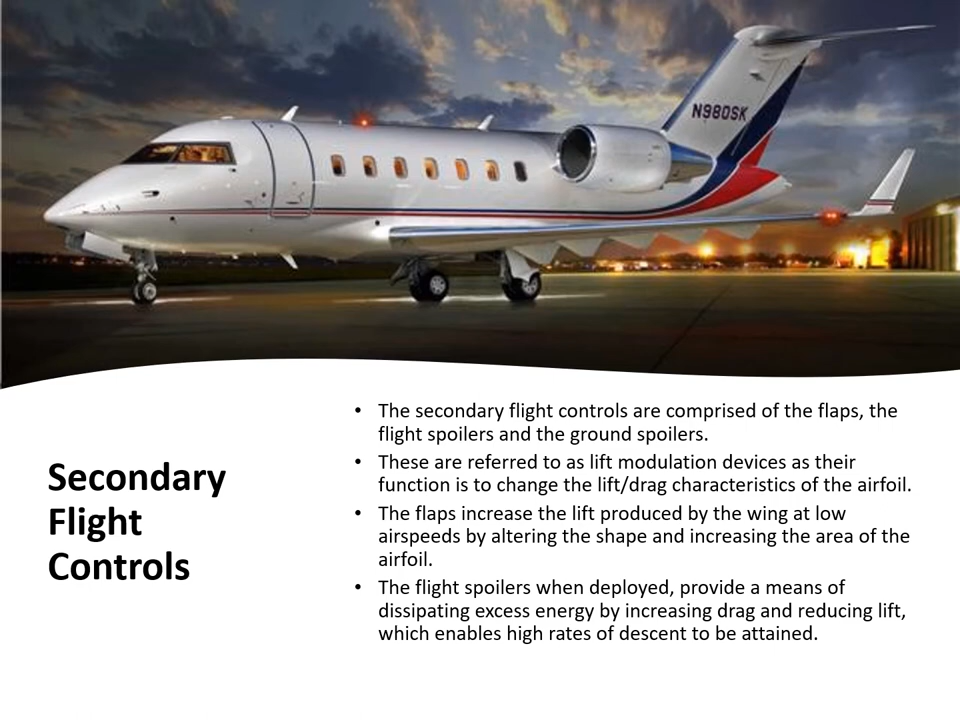 N980SK
Secondary
Flight
Controls
• The secondary flight controls are comprised of the flaps, the
flight spoilers and the ground spoilers.
• These are referred to as lift modulation devices as their
function is to change the lift/drag characteristics of the airfoil.
• The flaps increase the lift produced by the wing at low
airspeeds by altering the shape and increasing the area of the
airfoil.
• The flight spoilers when deployed, provide a means of
dissipating excess energy by increasing drag and reducing lift,
which enables high rates of descent to be attained.